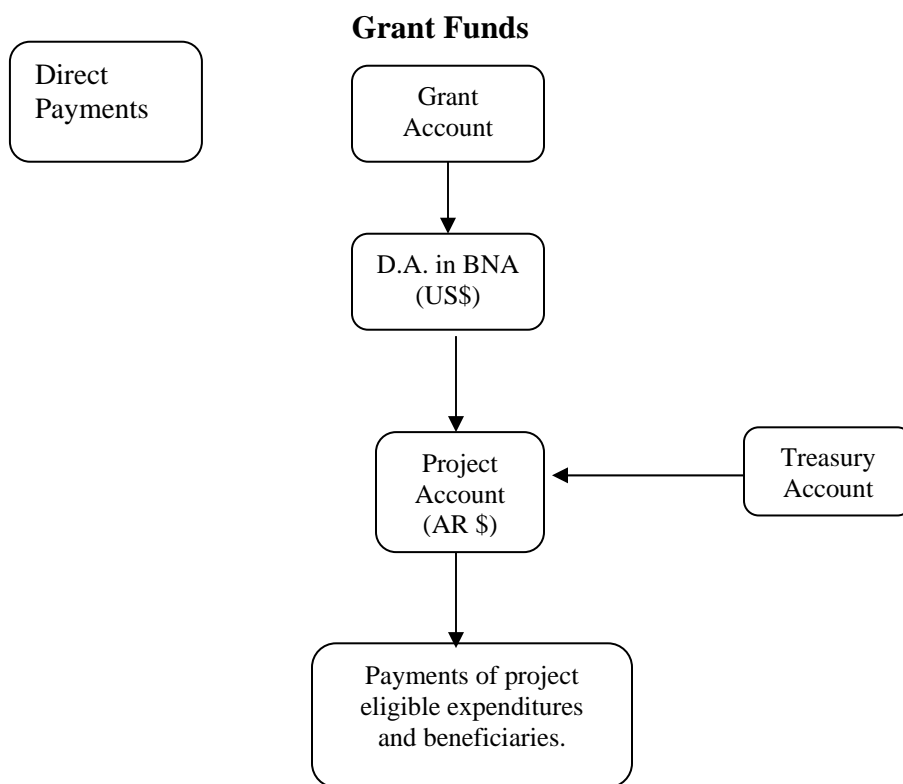 Grant Funds
Direct
Payments
Grant
Account
D.A. in BNA
(US$)
Project
Account
(AR $)
Treasury
Account
Payments of project
eligible expenditures
and beneficiaries.